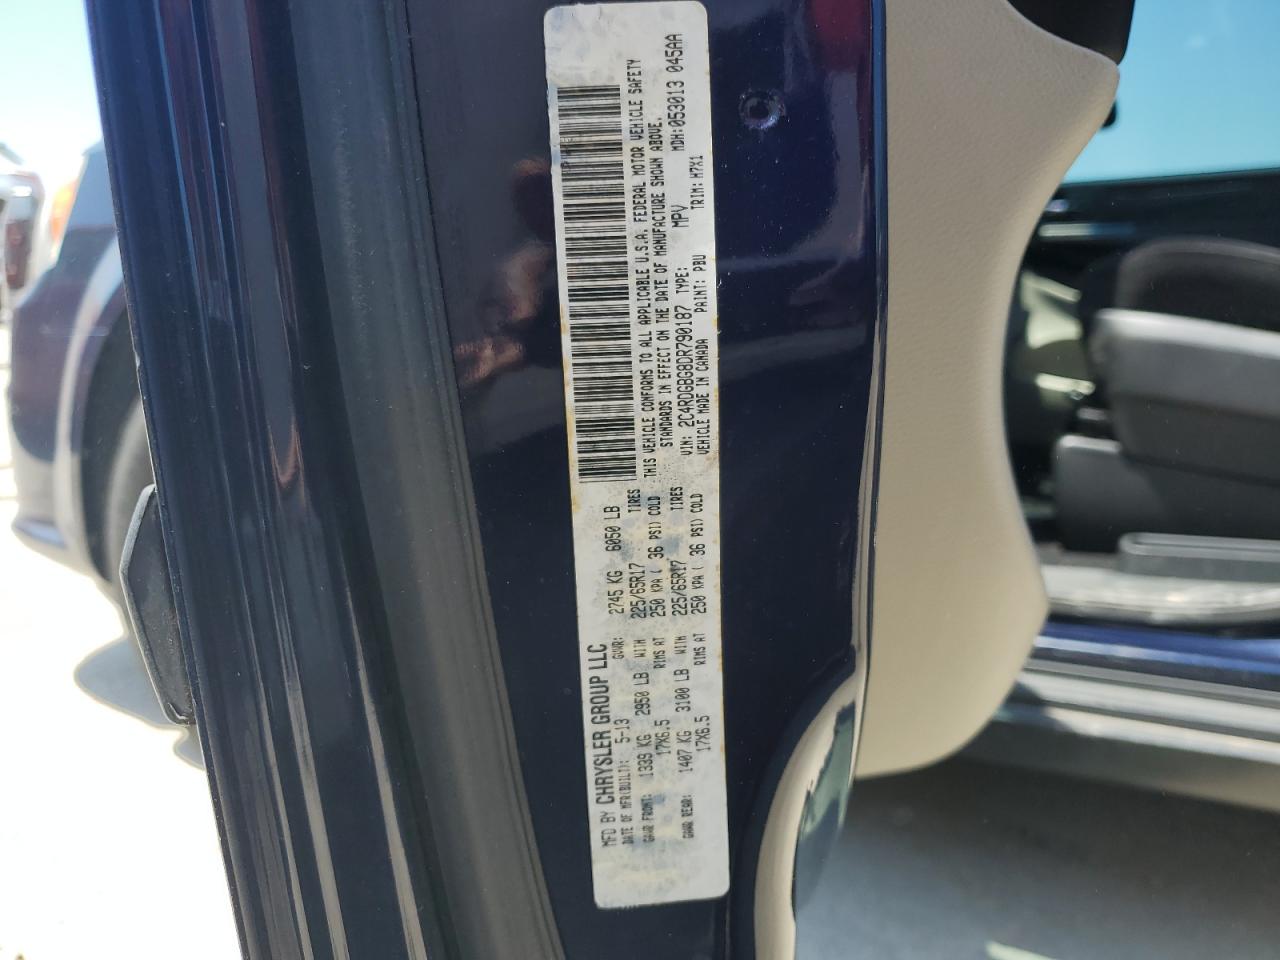 MFD BY CHRYSLER GROUP LLC
DATE OF MFR(BUILT): 5-13 GVWR: 2745 KG 6050 LB
GAWR FRONT: 1339 KG 2950 LB WITH 225/65R17 TIRES
17X6.5 RIMS AT 250 KPA ( 36 PSI) COLD
GAWR REAR: 1407 KG 3100 LB WITH 225/65R17 TIRES
17X6.5 RIMS AT 250 KPA ( 36 PSI) COLD
THIS VEHICLE CONFORMS TO ALL APPLICABLE U.S.A. FEDERAL MOTOR VEHICLE SAFETY
STANDARDS IN EFFECT ON THE DATE OF MANUFACTURE SHOWN ABOVE.
VIN: 2C4RDGBG8DR790187 TYPE: MPV MDH:053013 045AA
VEHICLE MADE IN CANADA PAINT: PBU TRIM: H7X1